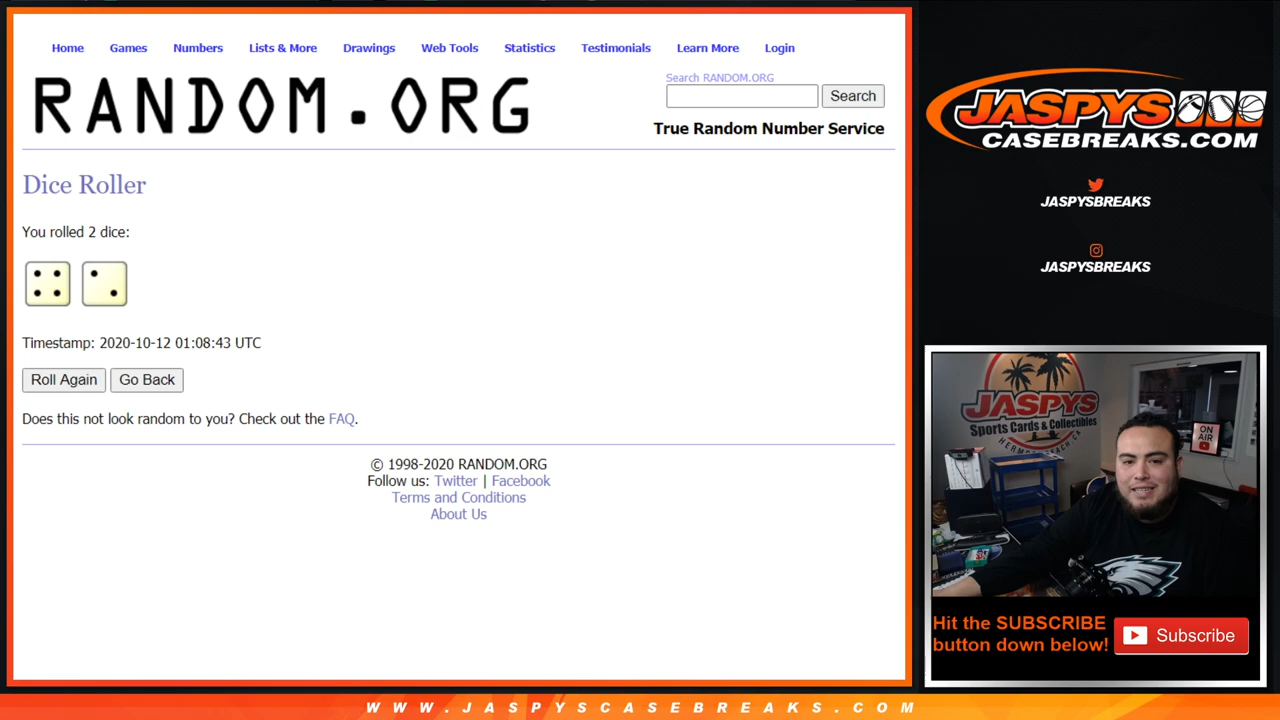 Home Games Numbers Lists & More Drawings Web Tools Statistics Testimonials Learn More Login
RANDOM.ORG
Search RANDOM.ORG
Search
True Random Number Service
Dice Roller
You rolled 2 dice:
Timestamp: 2020-10-12 01:08:43 UTC
Roll Again Go Back
Does this not look random to you? Check out the FAQ.
© 1998-2020 RANDOM.ORG
Follow us: Twitter | Facebook
Terms and Conditions
About Us
JASPYS
CASEBREAKS.COM
JASPYSBREAKS
JASPYSBREAKS
JASPYS
Sports Cards & Collectibles
HERMOSA BEACH, CA
ON
AIR
Hit the SUBSCRIBE
button down below!
Subscribe
WWW.JASPYSCASEBREAKS.COM